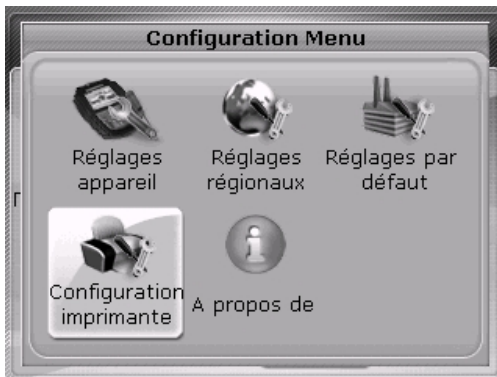 Configuration Menu
Réglages appareil
Réglages régionaux
Réglages par défaut
Configuration imprimante
A propos de